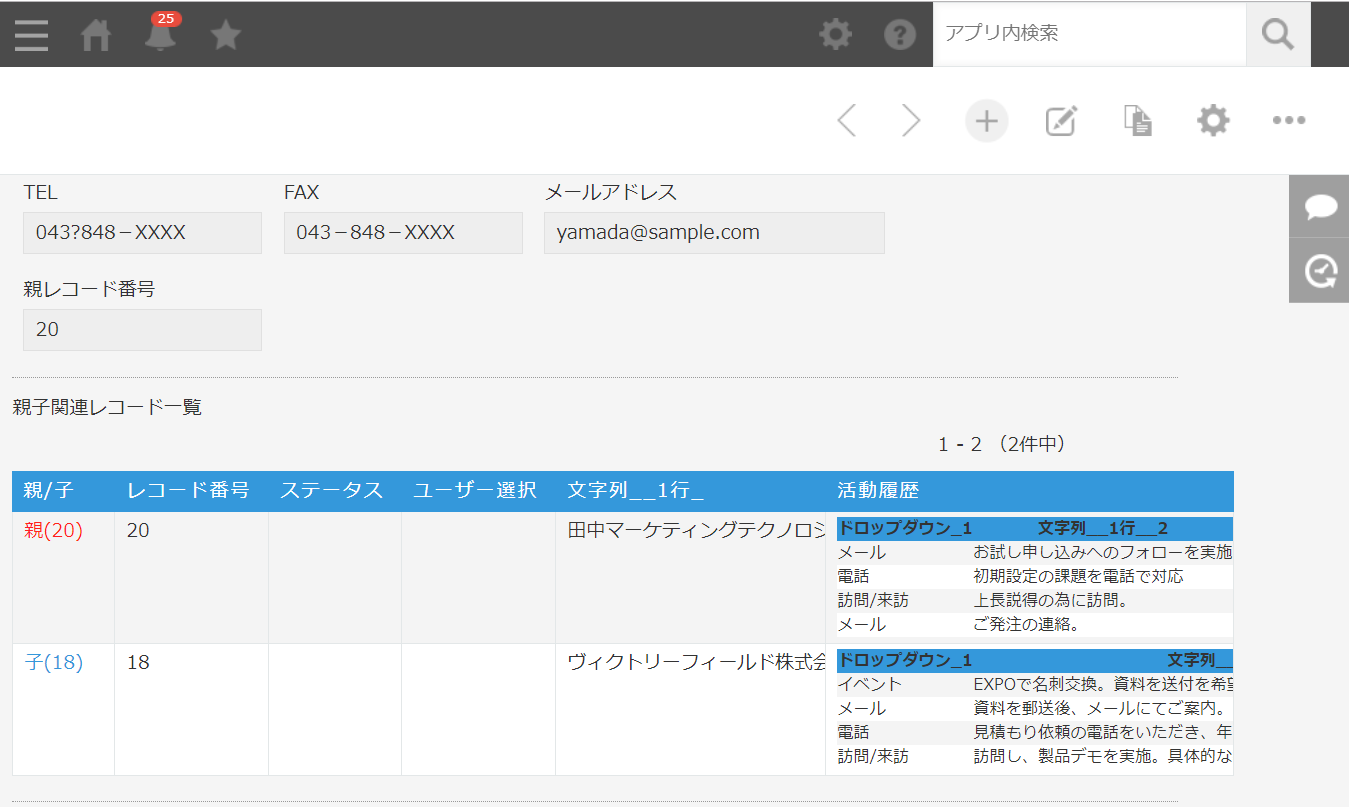 25
アプリ内検索
TEL FAX メールアドレス
043?848－XXXX 043－848－XXXX yamada@sample.com
親レコード番号
20
親子関連レコード一覧
1 - 2 （2件中）
親/子 レコード番号 ステータス ユーザー選択 文字列__1行_ 活動履歴
親(20) 20 田中マーケティングテクノロジ
ドロップダウン_1 文字列__1行__2
メール お試し申し込みへのフォローを実施
電話 初期設定の課題を電話で対応
訪問/来訪 上長説得の為に訪問。
メール ご発注の連絡。
子(18) 18 ヴィクトリーフィールド株式会
ドロップダウン_1 文字列__
イベント EXPOで名刺交換。資料を送付を希望
メール 資料を郵送後、メールにてご案内。
電話 見積もり依頼の電話をいただき、年
訪問/来訪 訪問し、製品デモを実施。具体的な